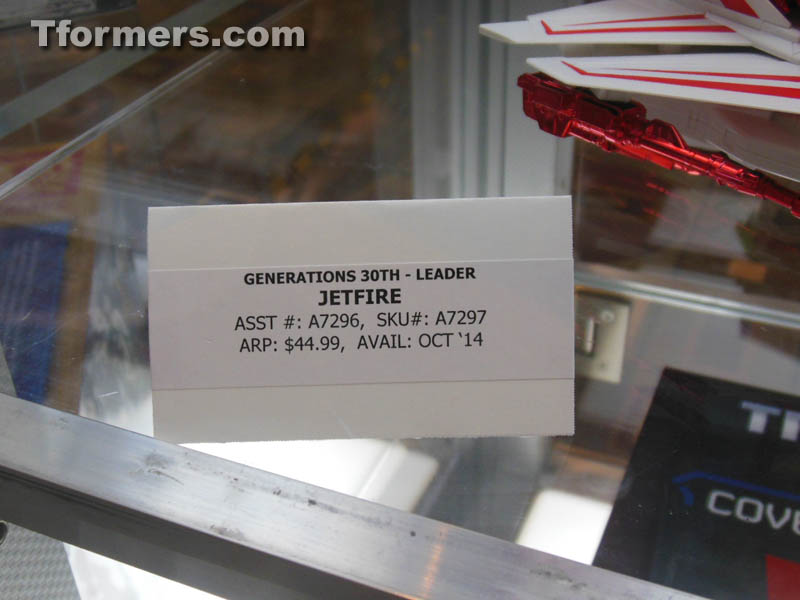 Tformers.com
GENERATIONS 30TH - LEADER
JETFIRE
ASST #: A7296, SKU#: A7297
ARP: $44.99, AVAIL: OCT '14